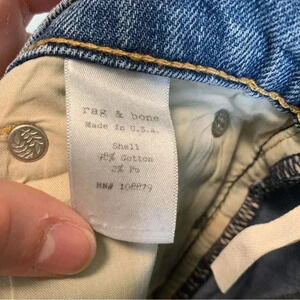 rag & bone
Made in U.S.A.
Shell
98% Cotton
2% Pu
RN# 108879